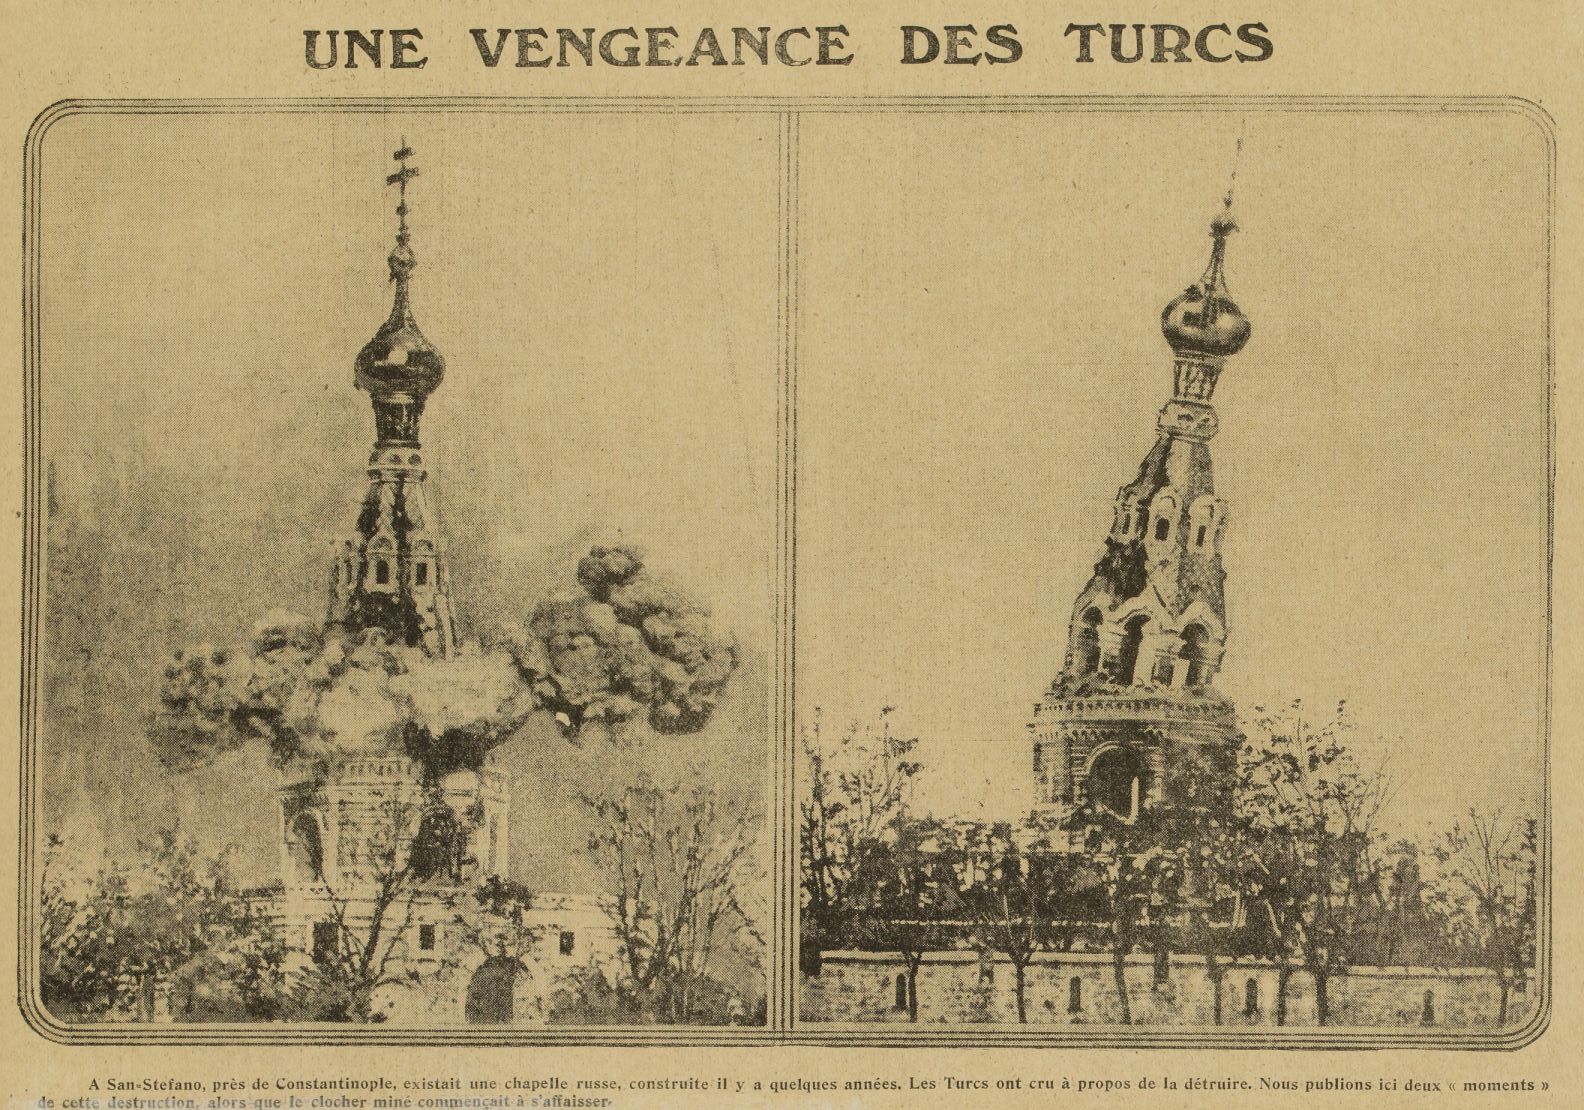 UNE VENGEANCE DES TURCS
A San-Stefano, près de Constantinople, existait une chapelle russe, construite il y a quelques années. Les Turcs ont cru à propos de la détruire. Nous publions ici deux « moments »
de cette destruction, alors que le clocher miné commençait à s'affaisser.